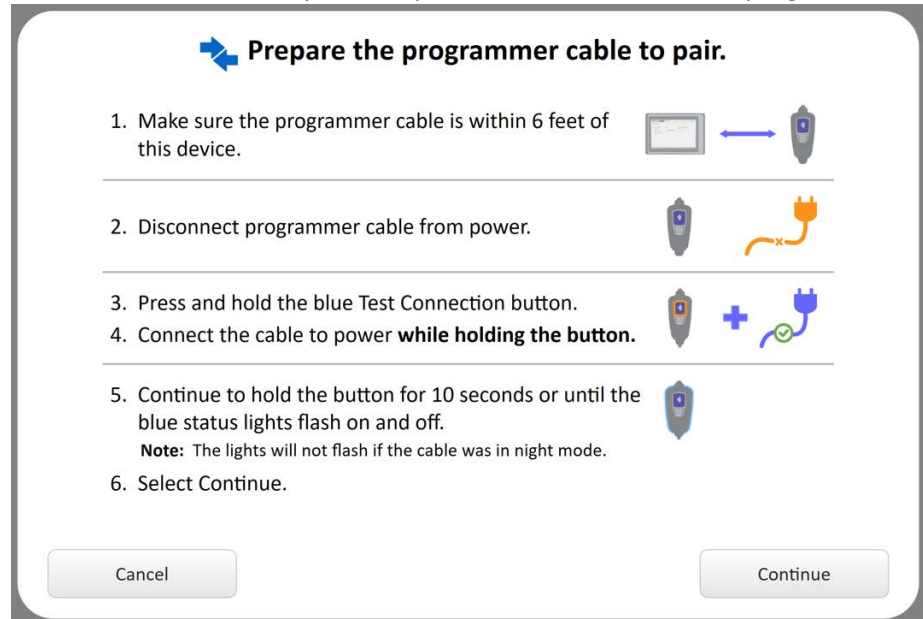 Prepare the programmer cable to pair.
1. Make sure the programmer cable is within 6 feet of
this device.
2. Disconnect programmer cable from power.
3. Press and hold the blue Test Connection button.
4. Connect the cable to power while holding the button.
5. Continue to hold the button for 10 seconds or until the
blue status lights flash on and off.
Note: The lights will not flash if the cable was in night mode.
6. Select Continue.
Cancel
Continue